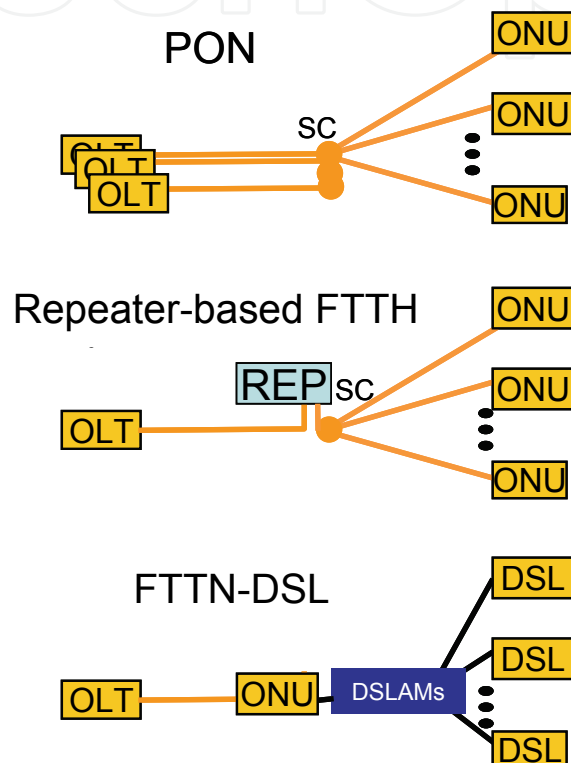 PON
ONU
ONU
SC
OLT
OLT
OLT
ONU
Repeater-based FTTH
ONU
REP SC
ONU
OLT
ONU
FTTN-DSL
DSL
DSL
OLT
ONU
DSLAMs
DSL